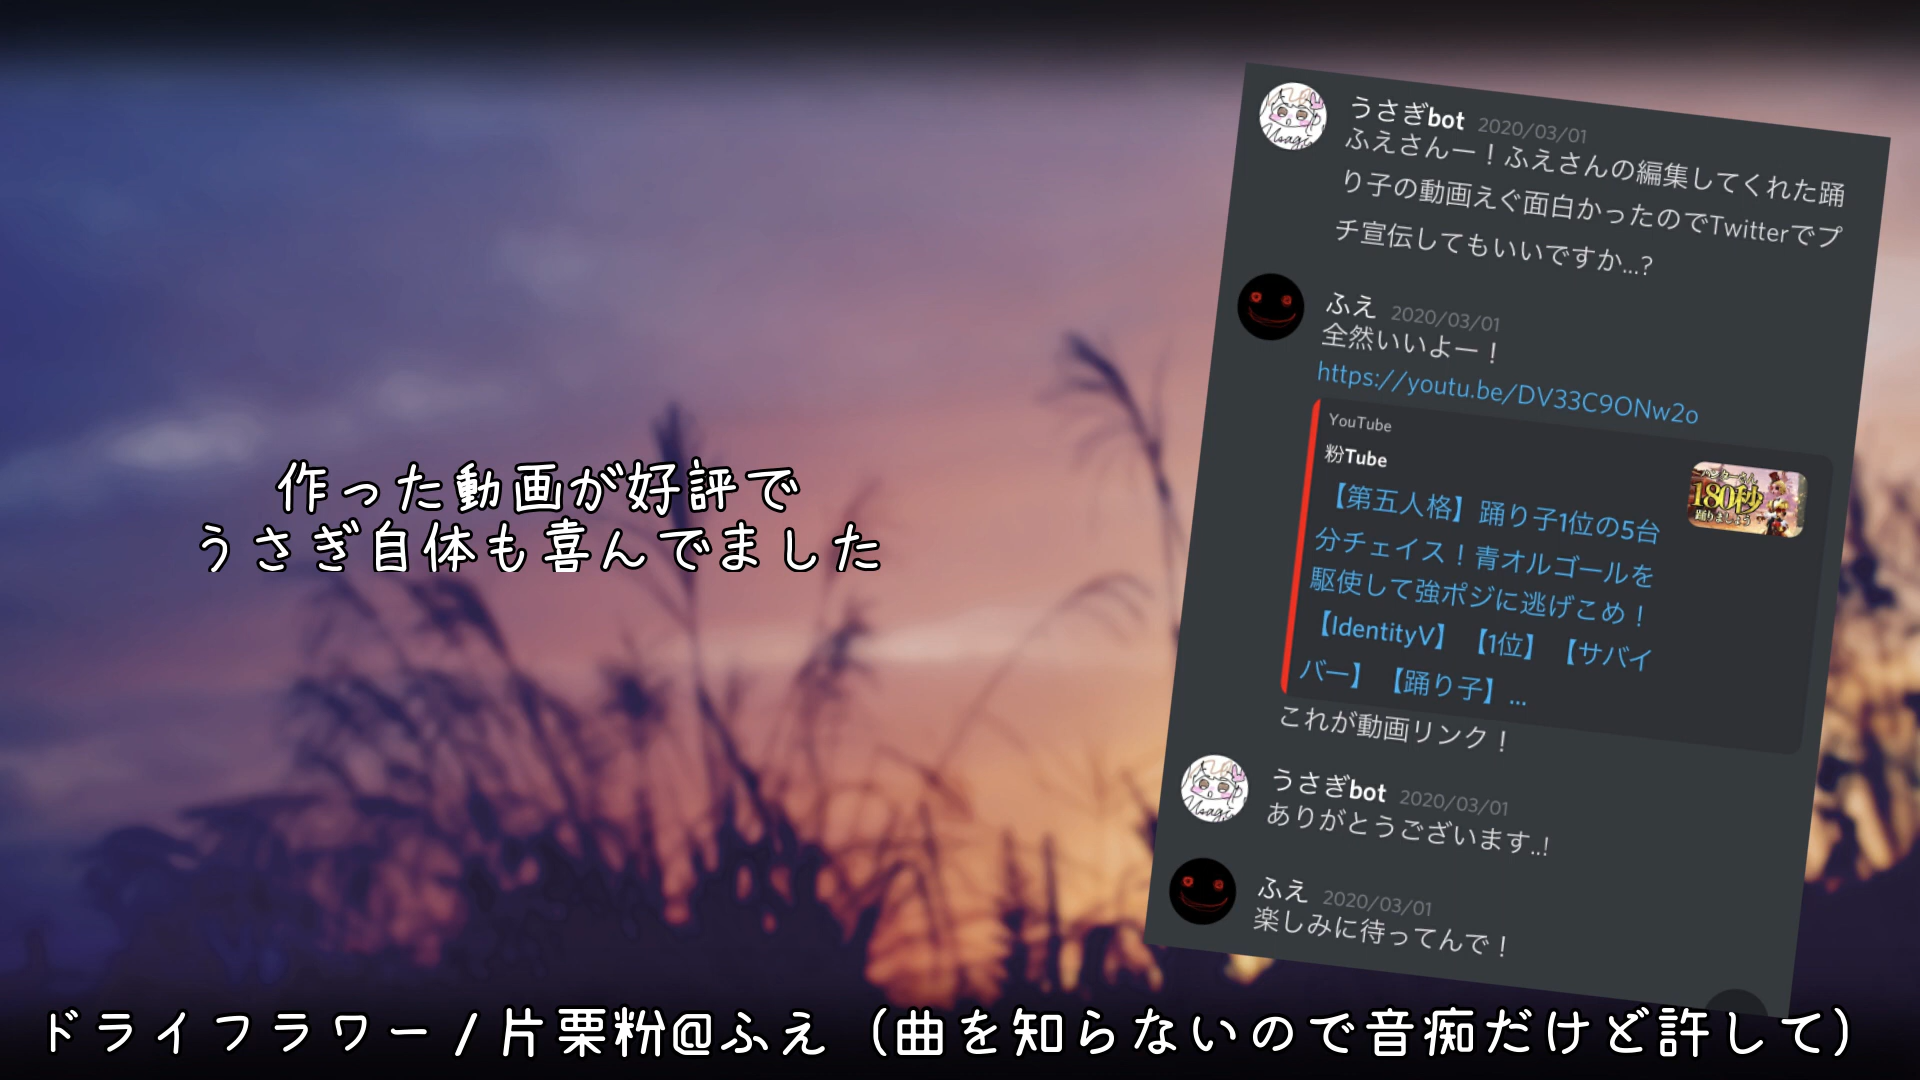 作った動画が好評で
うさぎ自体も喜んでました
うさぎbot 2020/03/01
ふえさんー！ふえさんの編集してくれた踊
り子の動画えぐ面白かったのでTwitterでプ
チ宣伝してもいいですか...?
ふえ 2020/03/01
全然いいよー！
https://youtu.be/DV33C9ONw2o
YouTube
粉Tube
【第五人格】踊り子1位の5台
分チェイス！青オルゴールを
駆使して強ポジに逃げこめ！
【IdentityV】【1位】【サバイ
バー】【踊り子】...
180秒
踊りましょう
これが動画リンク！
うさぎbot 2020/03/01
ありがとうございます..!
ふえ 2020/03/01
楽しみに待ってんで！
ドライフラワー / 片栗粉@ふえ（曲を知らないので音痴だけど許して）